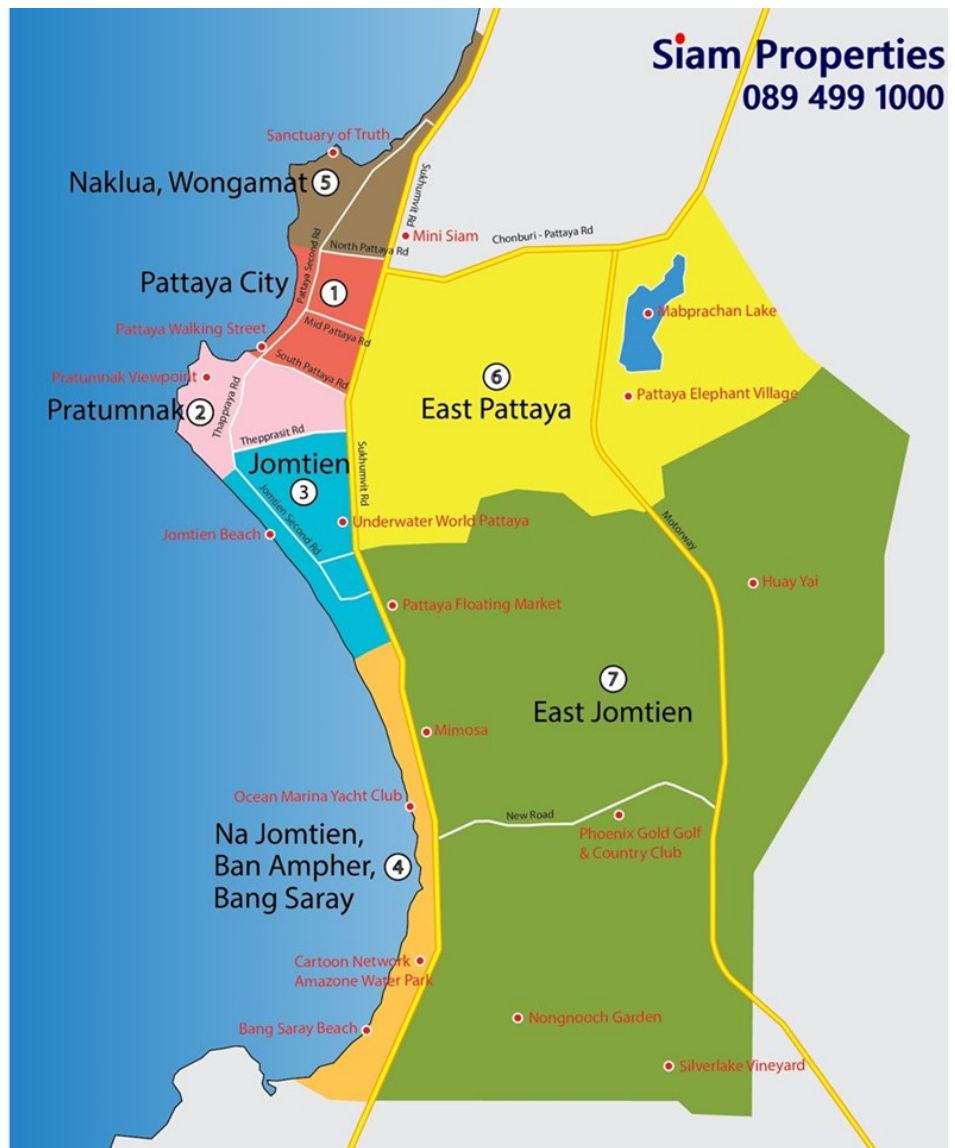 Siam Properties
089 499 1000
Sanctuary of Truth
Naklua, Wongamat 5
Sukhumvit Rd
Mini Siam
Chonburi - Pattaya Rd
North Pattaya Rd
Pattaya Second Rd
Pattaya City
1
Mabprachan Lake
Mid Pattaya Rd
Pattaya Walking Street
South Pattaya Rd
Pratumnak Viewpoint
6
Pattaya Elephant Village
East Pattaya
Pratumnak 2
Thappraya Rd
Thepprasit Rd
Jomtien
3
Sukhumvit Rd
Jomtien Second Rd
Underwater World Pattaya
Jomtien Beach
Motorway
Huay Yai
Pattaya Floating Market
7
East Jomtien
Mimosa
Ocean Marina Yacht Club
New Road
Phoenix Gold Golf
& Country Club
Na Jomtien,
Ban Ampher,
Bang Saray
4
Cartoon Network
Amazone Water Park
Nongnooch Garden
Bang Saray Beach
Silverlake Vineyard